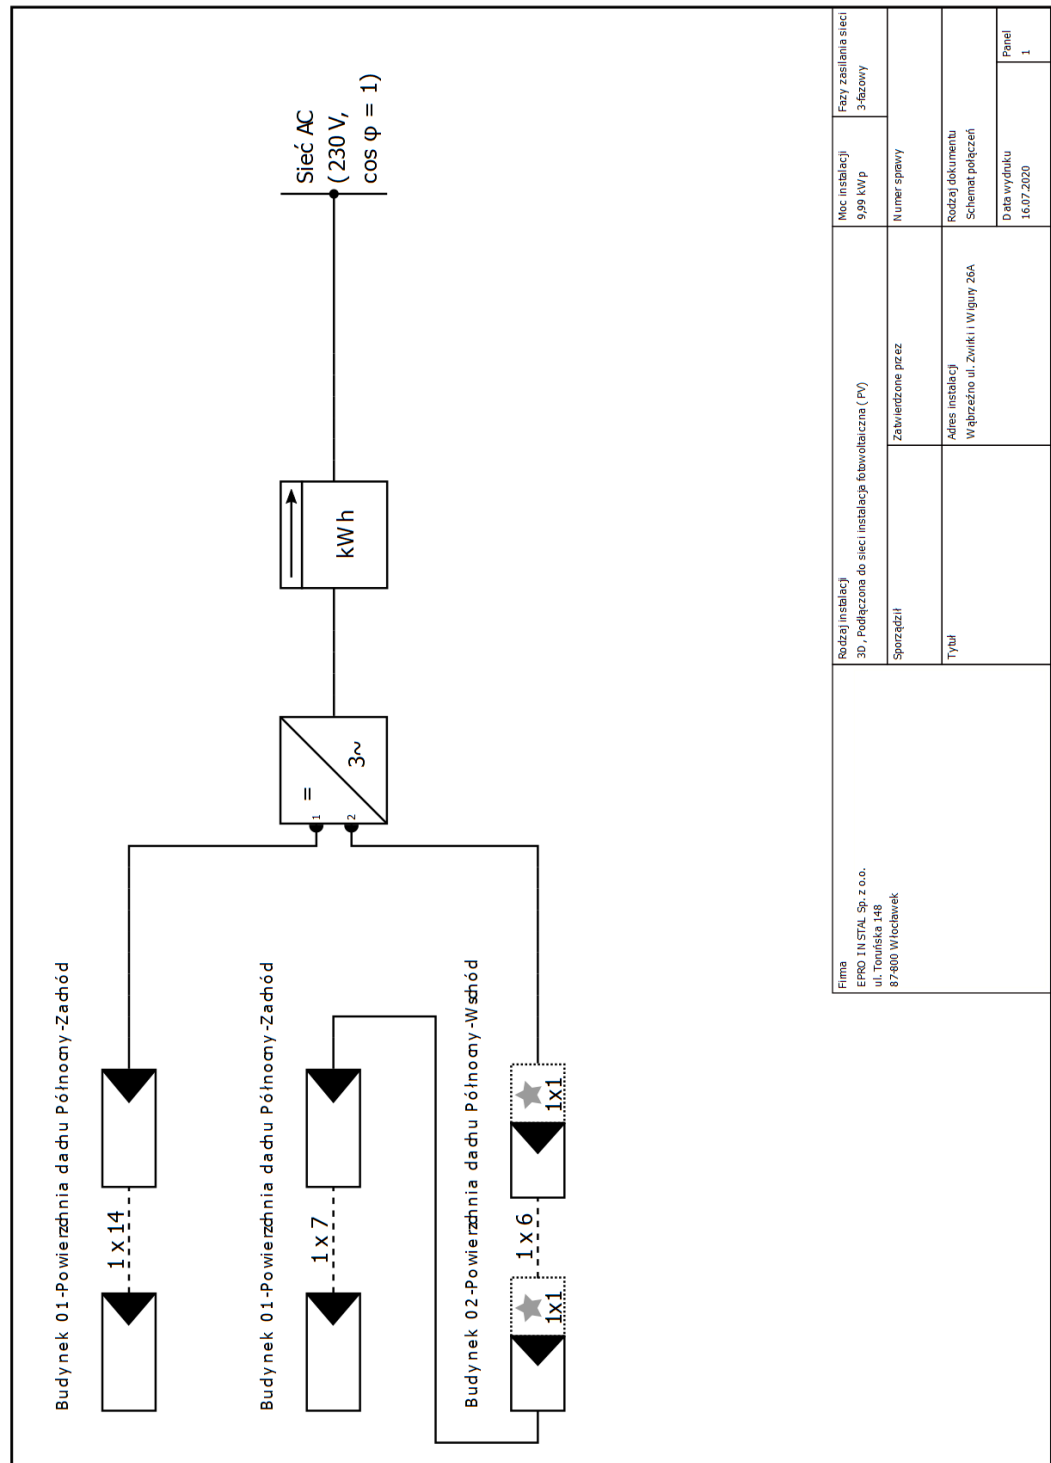 Budynek 01-Powierzchnia dachu Północny-Zachód
1 x 14
Budynek 01-Powierzchnia dachu Północny-Zachód
1 x 7
Budynek 02-Powierzchnia dachu Północny-Wschód
1x1
1 x 6
1x1
1
2
=
3~
kWh
Sieć AC
(230 V,
cos φ = 1)
Firma
EPRO INSTAL Sp. z o.o.
ul. Toruńska 148
87-800 Włocławek
Rodzaj instalacji
3D, Podłączona do sieci instalacja fotowoltaiczna (PV)
Moc instalacji
9,99 kWp
Fazy zasilania sieci
3-fazowy
Sporządził
Zatwierdzone przez
Numer sprawy
Tytuł
Adres instalacji
Wąbrzeźno ul. Zwirki i Wigury 26A
Rodzaj dokumentu
Schemat połączeń
Data wydruku
16.07.2020
Panel
1